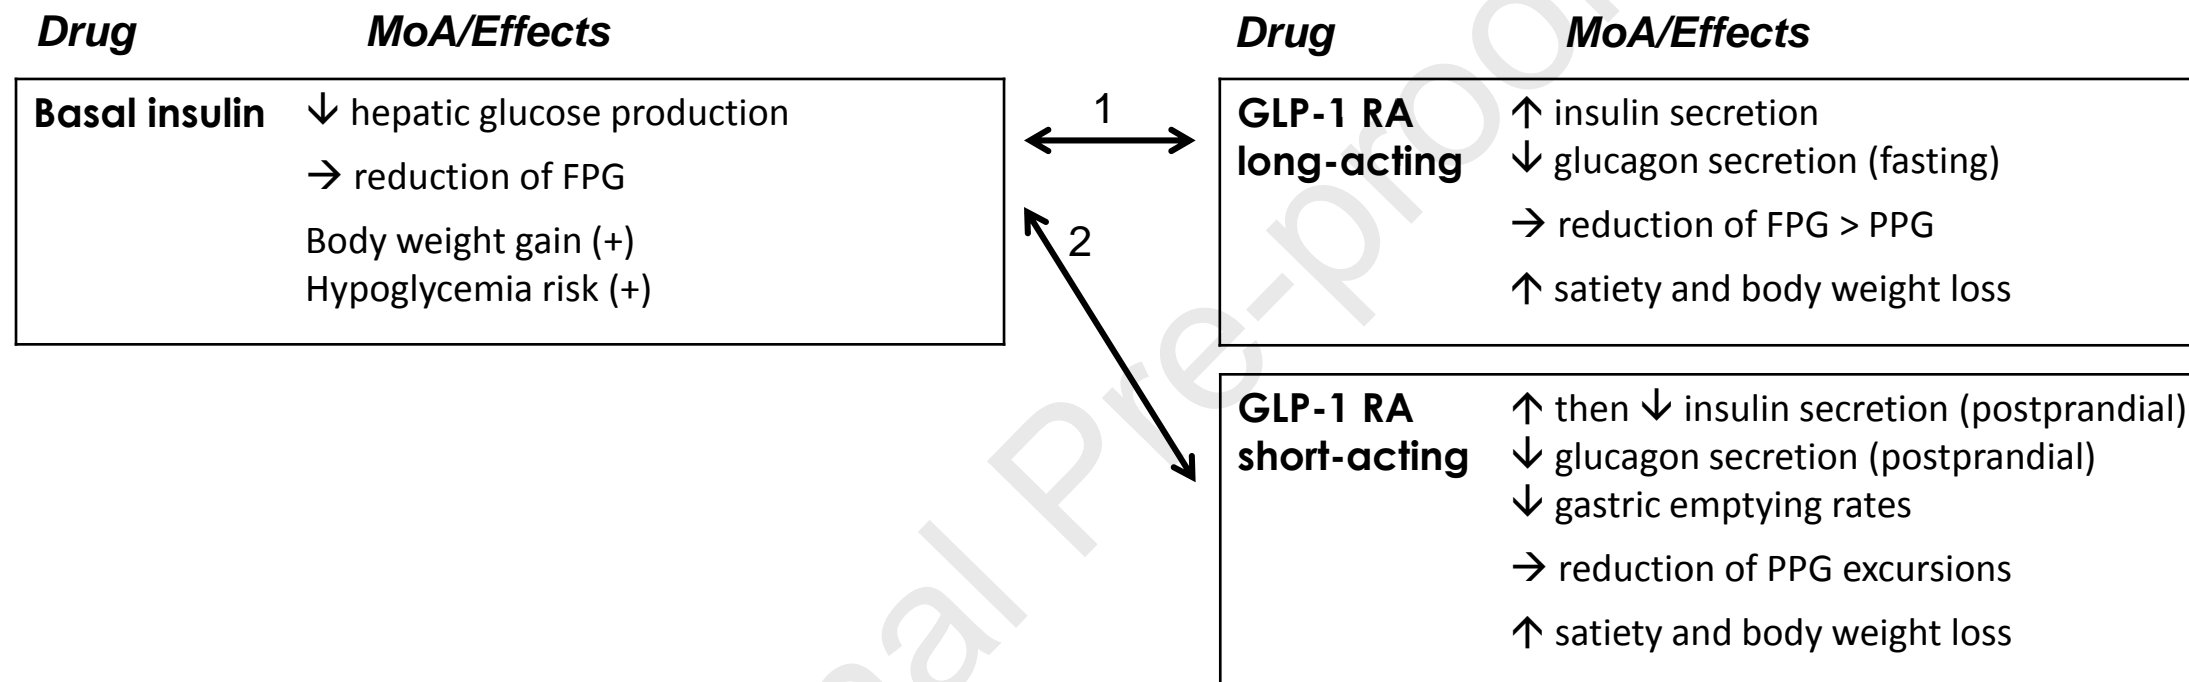 Drug MoA/Effects
Basal insulin ↓ hepatic glucose production
→ reduction of FPG
Body weight gain (+)
Hypoglycemia risk (+)
1
2
Drug MoA/Effects
GLP-1 RA ↑ insulin secretion
long-acting ↓ glucagon secretion (fasting)
→ reduction of FPG > PPG
↑ satiety and body weight loss
GLP-1 RA ↑ then ↓ insulin secretion (postprandial)
short-acting ↓ glucagon secretion (postprandial)
↓ gastric emptying rates
→ reduction of PPG excursions
↑ satiety and body weight loss
nal Pre-proo